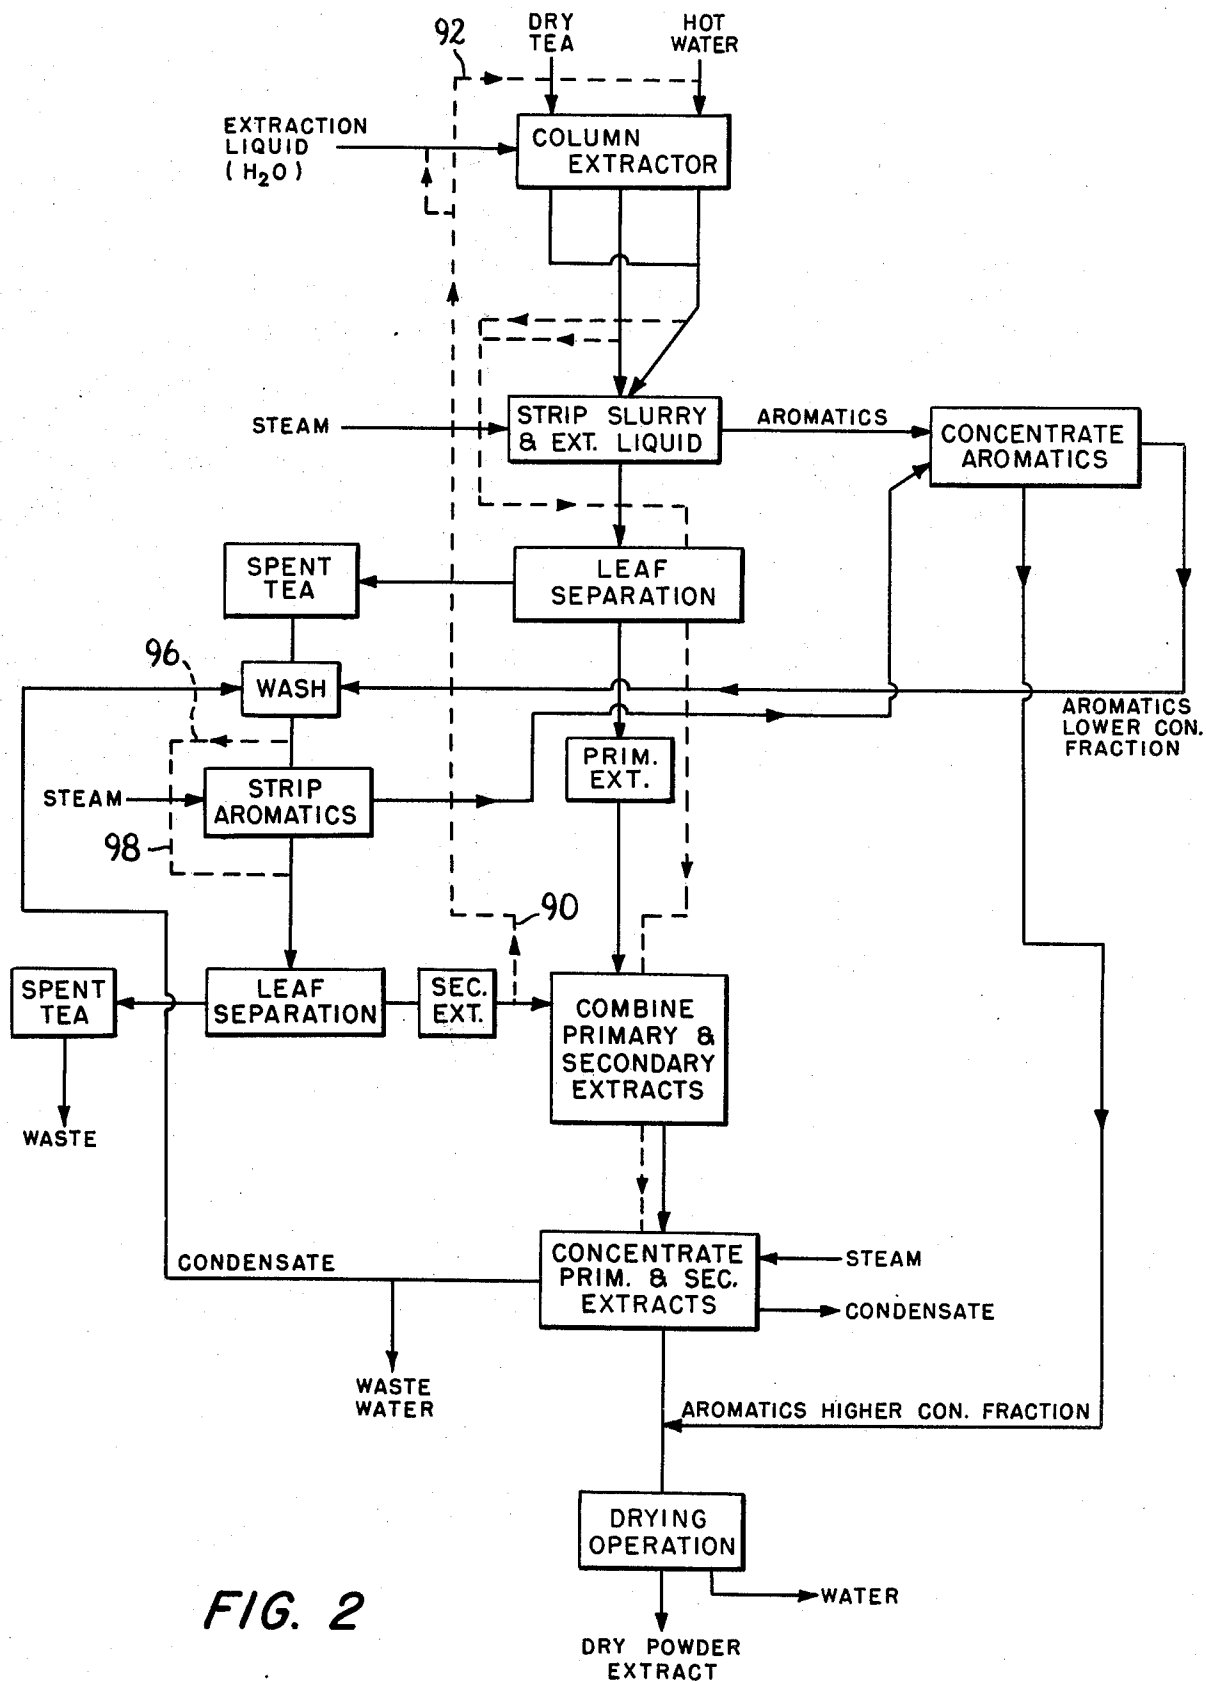 92
DRY
TEA
HOT
WATER
EXTRACTION
LIQUID
(H2O)
COLUMN
EXTRACTOR
STEAM
STRIP SLURRY
& EXT. LIQUID
AROMATICS
CONCENTRATE
AROMATICS
SPENT
TEA
LEAF
SEPARATION
96
WASH
AROMATICS
LOWER CON.
FRACTION
PRIM.
EXT.
STEAM
STRIP
AROMATICS
98
90
SPENT
TEA
LEAF
SEPARATION
SEC.
EXT.
COMBINE
PRIMARY &
SECONDARY
EXTRACTS
WASTE
CONDENSATE
CONCENTRATE
PRIM. & SEC.
EXTRACTS
STEAM
CONDENSATE
WASTE
WATER
AROMATICS HIGHER CON. FRACTION
DRYING
OPERATION
WATER
FIG. 2
DRY POWDER
EXTRACT